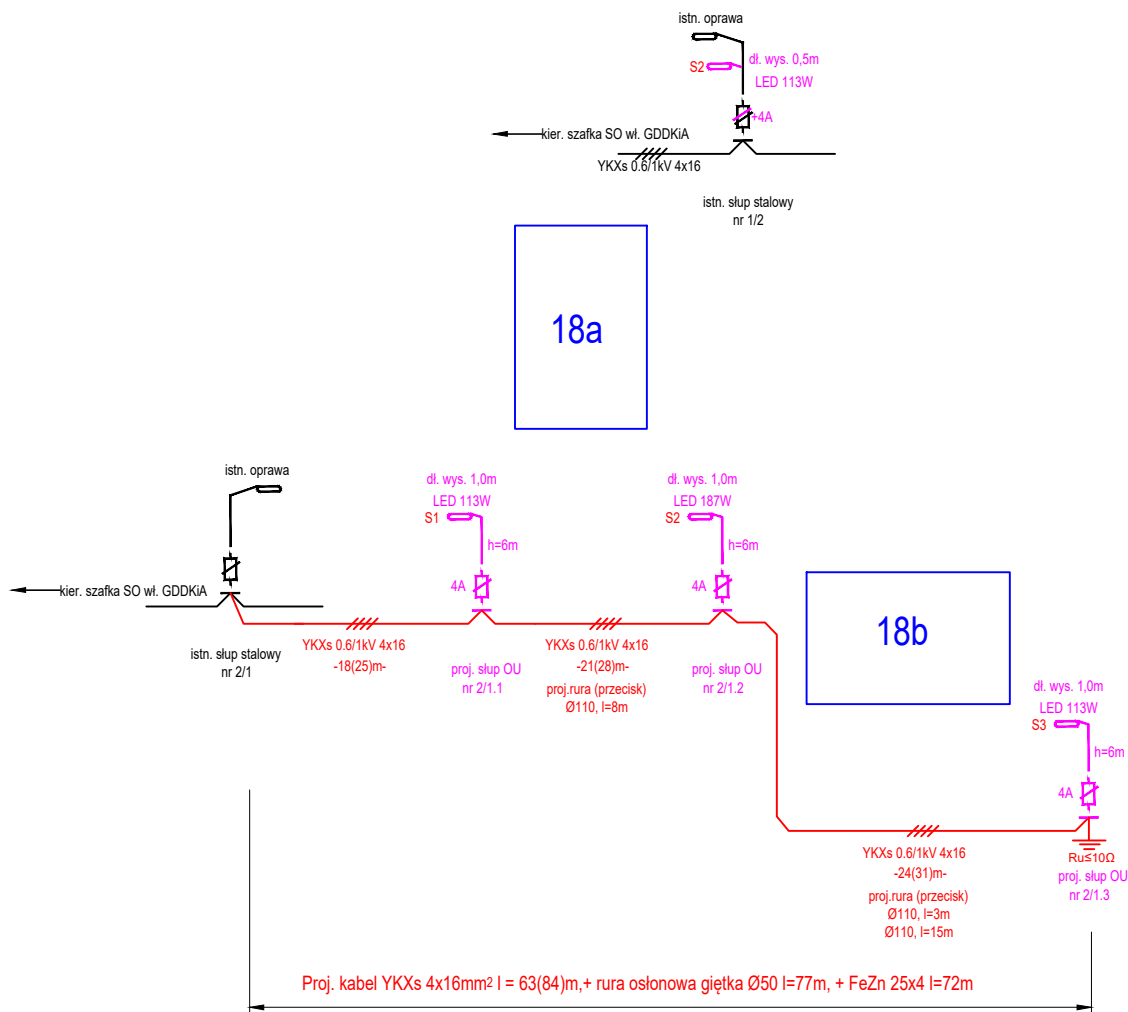 istn. oprawa
S2
dł. wys. 0,5m
LED 113W
+4A
kier. szafka SO wł. GDDKiA
YKXs 0.6/1kV 4x16
istn. słup stalowy
nr 1/2
18a
istn. oprawa
kier. szafka SO wł. GDDKiA
istn. słup stalowy
nr 2/1
YKXs 0.6/1kV 4x16
-18(25)m-
dł. wys. 1,0m
LED 113W
S1
h=6m
4A
proj. słup OU
nr 2/1.1
YKXs 0.6/1kV 4x16
-21(28)m-
proj.rura (przecisk)
Ø110, l=8m
dł. wys. 1,0m
LED 187W
S2
h=6m
4A
proj. słup OU
nr 2/1.2
18b
dł. wys. 1,0m
LED 113W
S3
h=6m
4A
Ru≤10Ω
proj. słup OU
nr 2/1.3
YKXs 0.6/1kV 4x16
-24(31)m-
proj.rura (przecisk)
Ø110, l=3m
Ø110, l=15m
Proj. kabel YKXs 4x16mm² l = 63(84)m,+ rura osłonowa giętka Ø50 l=77m, + FeZn 25x4 l=72m